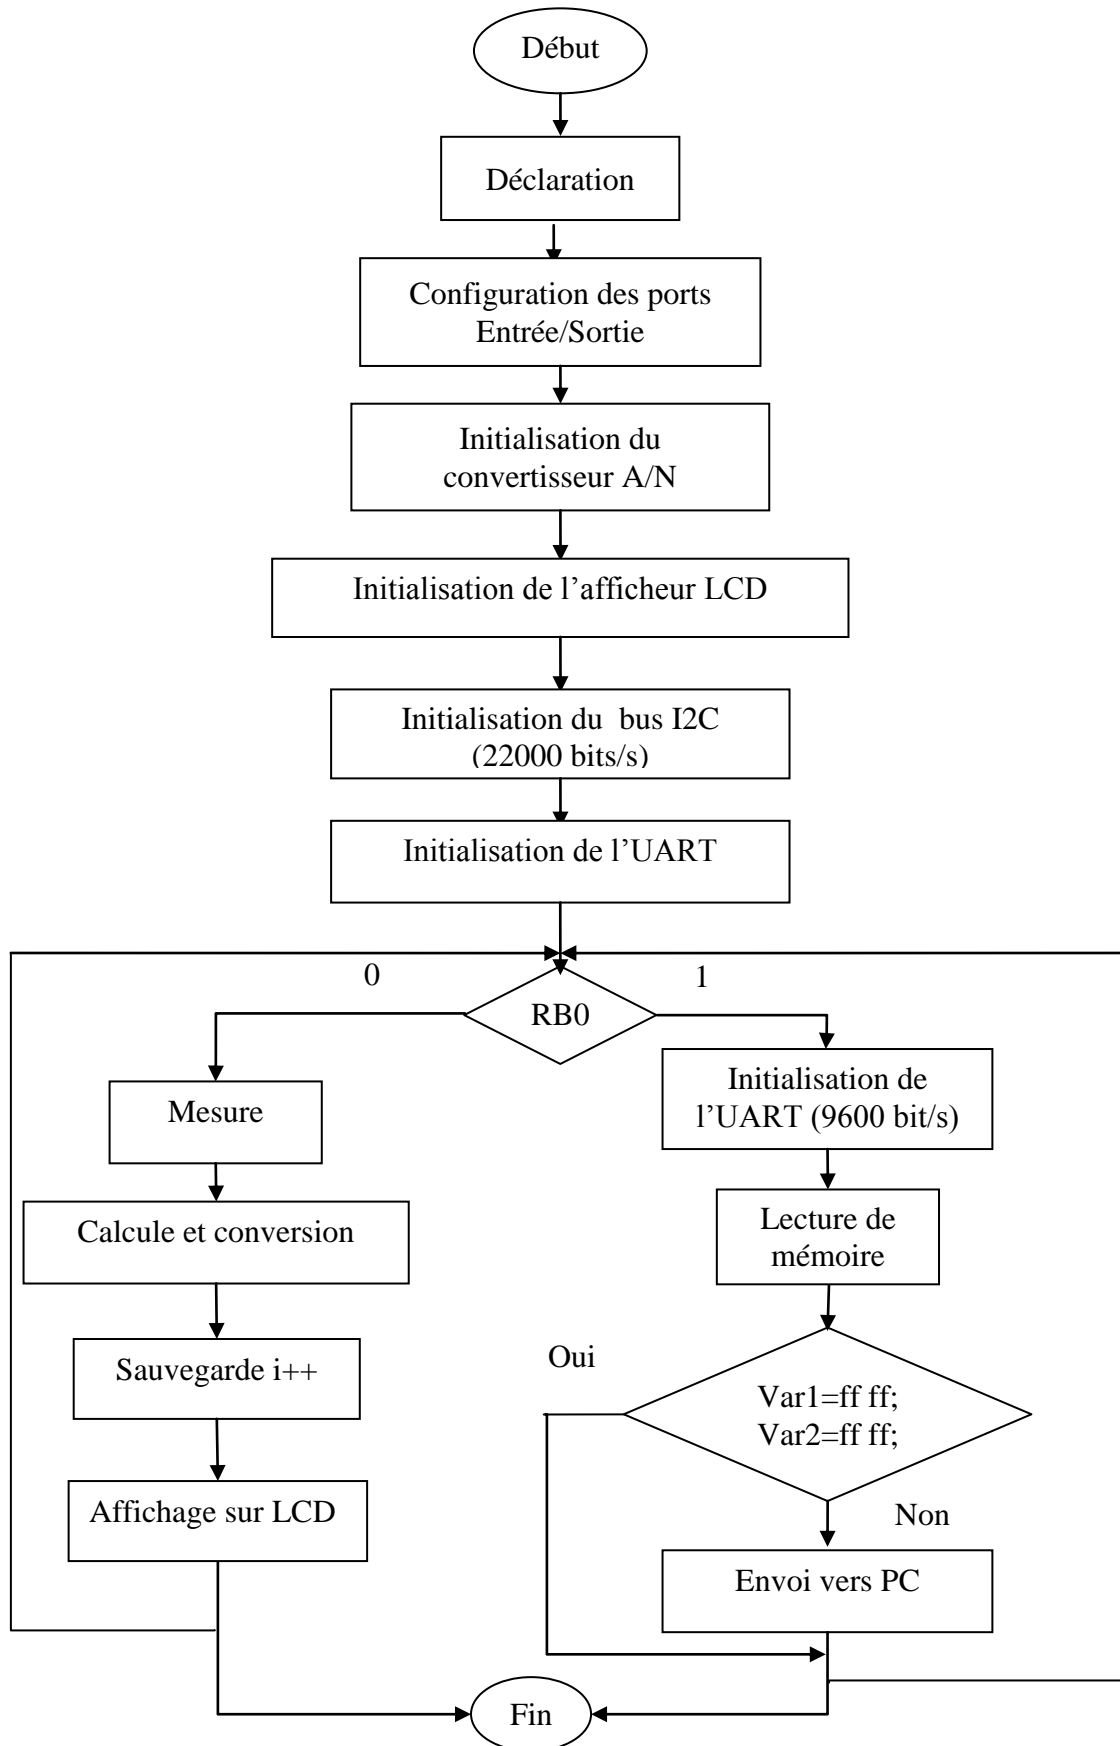 Début
Déclaration
Configuration des ports
Entrée/Sortie
Initialisation du
convertisseur A/N
Initialisation de l’afficheur LCD
Initialisation du  bus I2C
(22000 bits/s)
Initialisation de l’UART
0
1
RB0
Mesure
Calcule et conversion
Sauvegarde i++
Affichage sur LCD
Initialisation de
l’UART (9600 bit/s)
Lecture de
mémoire
Oui
Var1=ff ff;
Var2=ff ff;
Non
Envoi vers PC
Fin